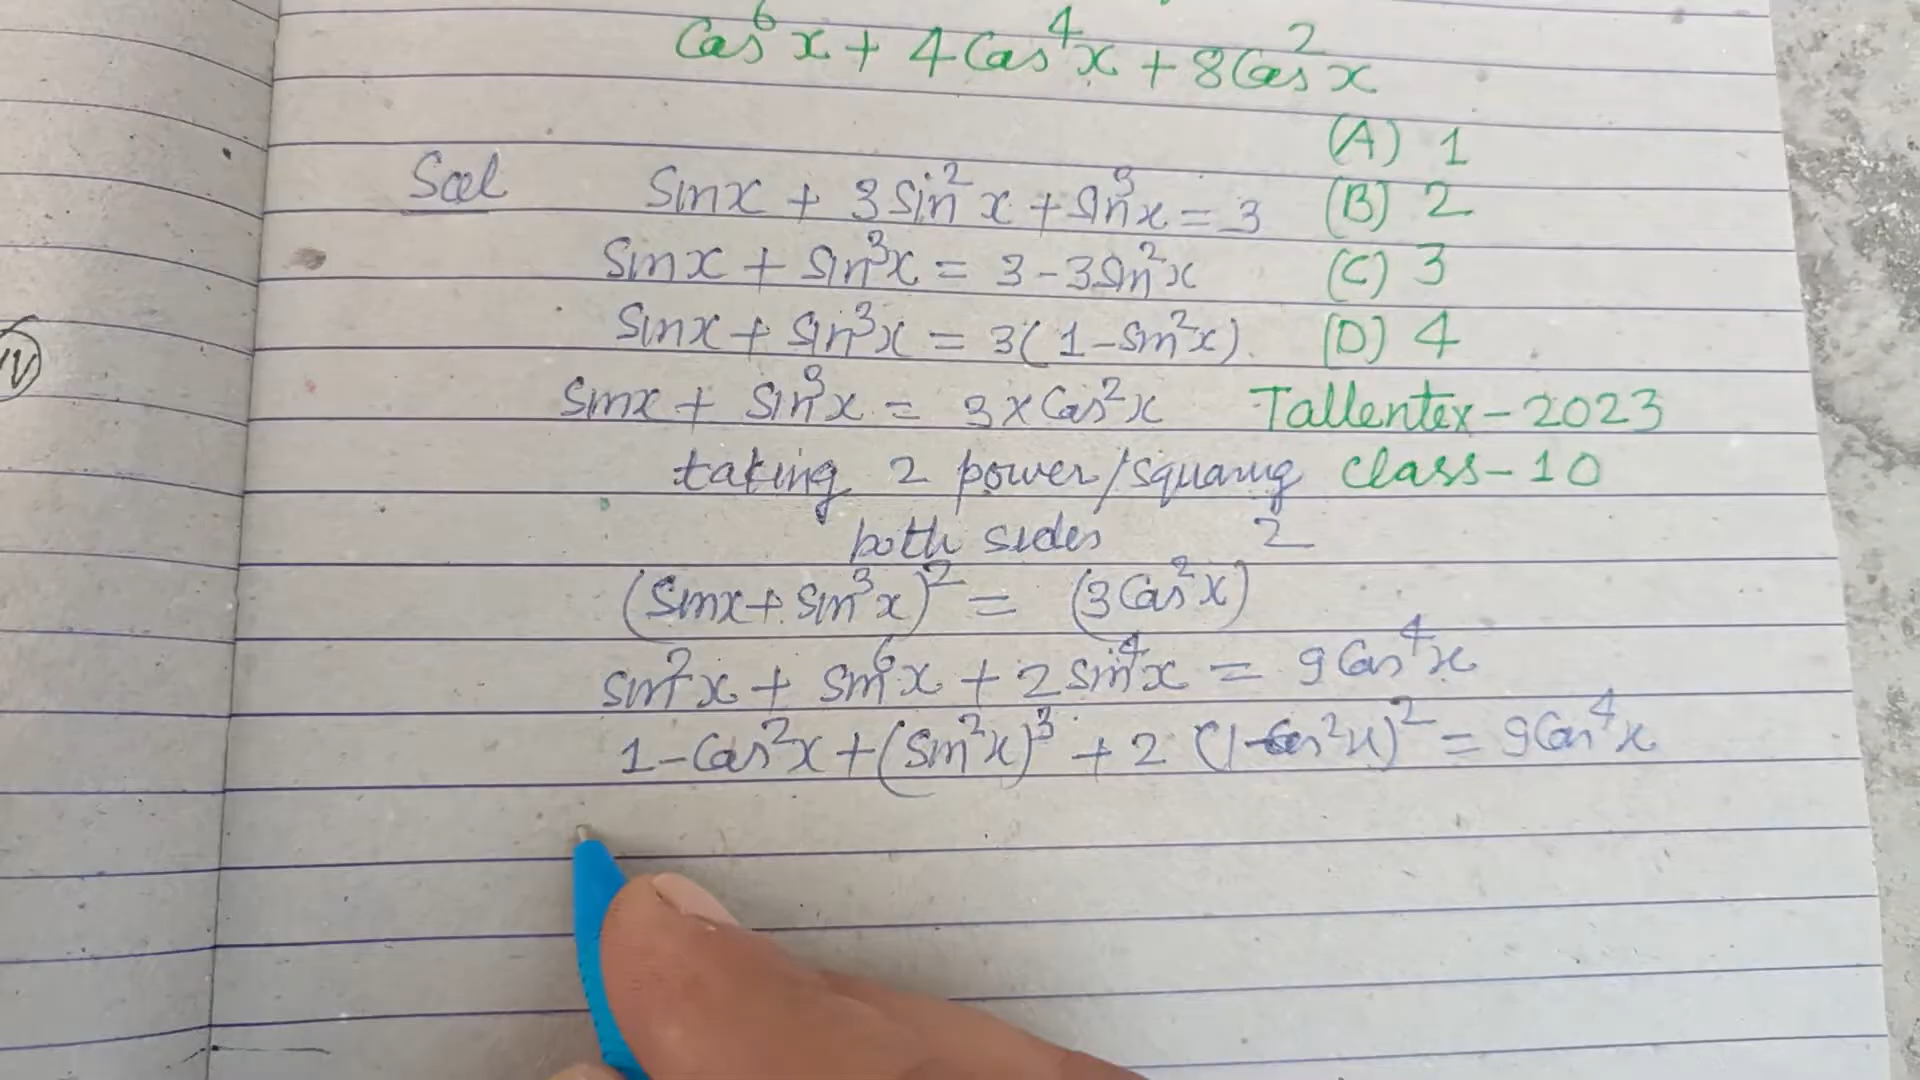 Cos⁶x + 4Cos⁴x + 8Cos²x
(A) 1
Sol sinx + 3sin²x + sin³x = 3 (B) 2
sinx + sin³x = 3 - 3sin²x (C) 3
sinx + sin³x = 3(1 - sin²x). (D) 4
sinx + sin³x = 3 x Cos²x Tallentex - 2023
taking 2 power/squaring class - 10
both sides
(sinx + sin³x)² = (3Cos²x)²
sin²x + sin⁶x + 2sin⁴x = 9Cos⁴x
1 - Cos²x + (sin²x)³ + 2 (1 - Cos²x)² = 9Cos⁴x